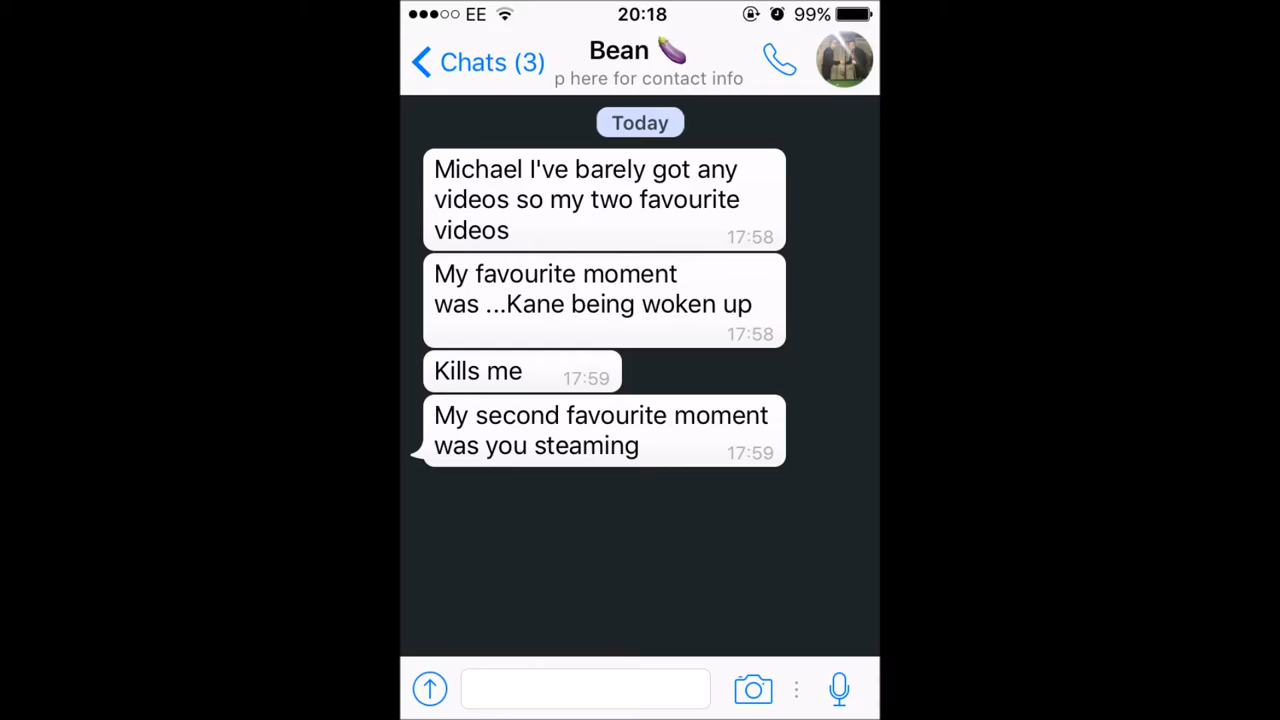 EE 20:18 99%
Chats (3) Bean 🍆
p here for contact info
Today
Michael I've barely got any
videos so my two favourite
videos 17:58
My favourite moment
was ...Kane being woken up
17:58
Kills me 17:59
My second favourite moment
was you steaming 17:59